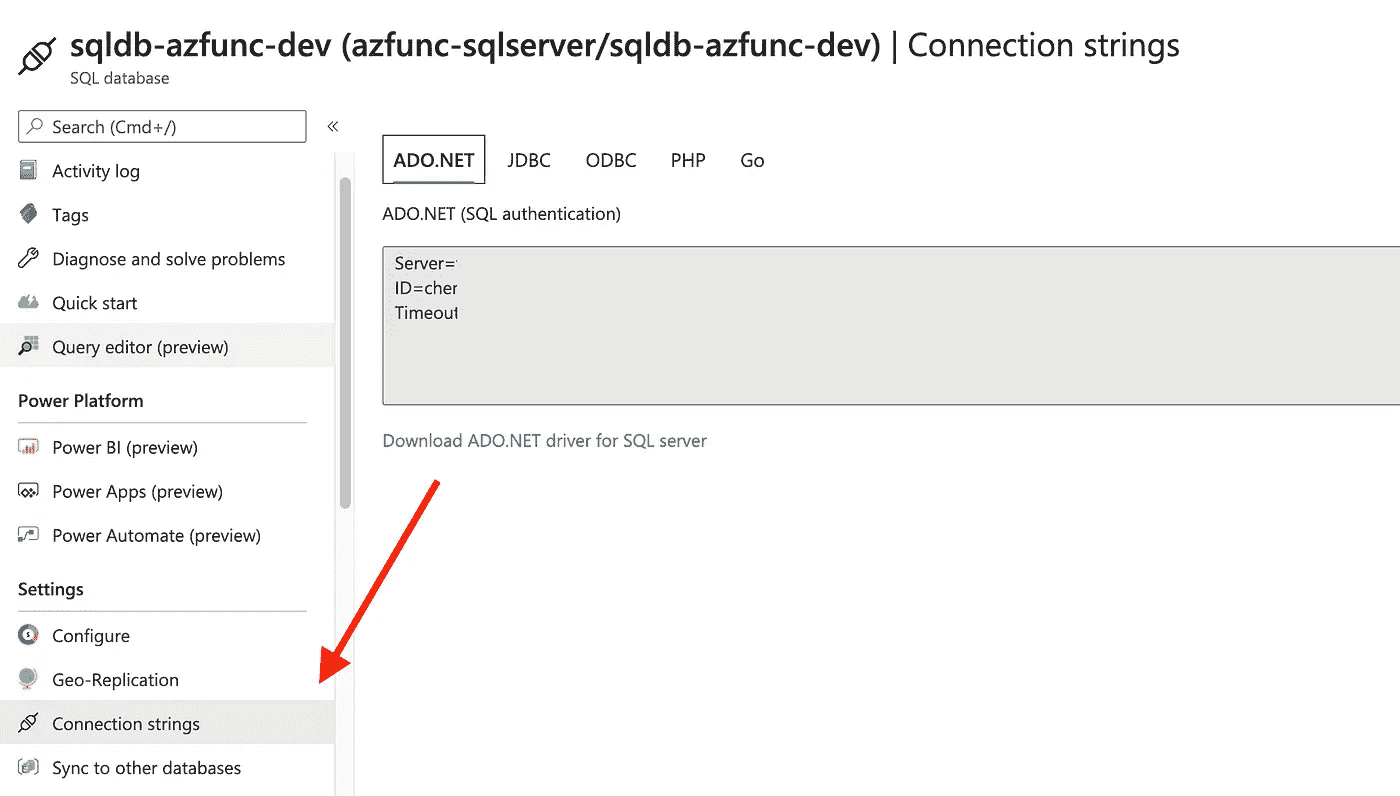 sqldb-azfunc-dev (azfunc-sqlserver/sqldb-azfunc-dev) | Connection strings
SQL database
Search (Cmd+/)
«
Activity log
Tags
Diagnose and solve problems
Quick start
Query editor (preview)
Power Platform
Power BI (preview)
Power Apps (preview)
Power Automate (preview)
Settings
Configure
Geo-Replication
Connection strings
Sync to other databases
ADO.NET JDBC ODBC PHP Go
ADO.NET (SQL authentication)
Server=
ID=cher
Timeout
Download ADO.NET driver for SQL server